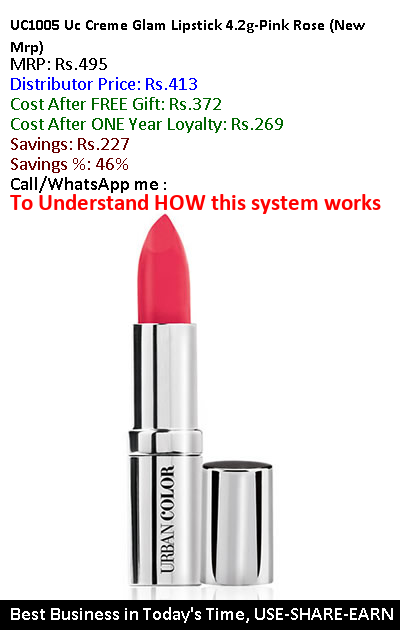 UC1005 Uc Creme Glam Lipstick 4.2g-Pink Rose (New
Mrp)
MRP: Rs.495
Distributor Price: Rs.413
Cost After FREE Gift: Rs.372
Cost After ONE Year Loyalty: Rs.269
Savings: Rs.227
Savings %: 46%
Call/WhatsApp me :
To Understand HOW this system works
URBAN COLOR
Best Business in Today's Time, USE-SHARE-EARN